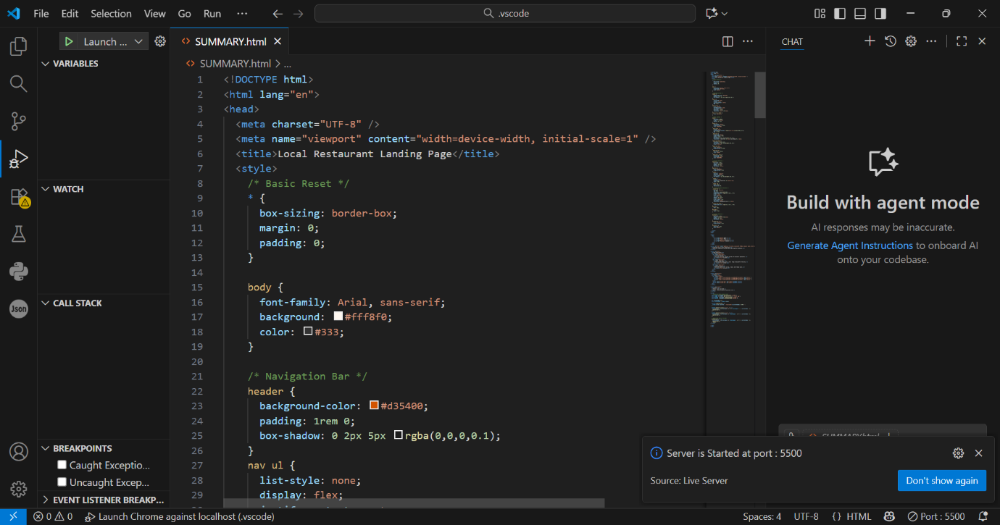 File Edit Selection View Go Run ··· .vscode
Launch ...
SUMMARY.html
CHAT
VARIABLES
SUMMARY.html > ...
1 <!DOCTYPE html>
2 <html lang="en">
3 <head>
4 <meta charset="UTF-8" />
5 <meta name="viewport" content="width=device-width, initial-scale=1" />
6 <title>Local Restaurant Landing Page</title>
7 <style>
8 /* Basic Reset */
9 * {
10 box-sizing: border-box;
11 margin: 0;
12 padding: 0;
13 }
14
15 body {
16 font-family: Arial, sans-serif;
17 background: #fff8f0;
18 color: #333;
19 }
20
21 /* Navigation Bar */
22 header {
23 background-color: #d35400;
24 padding: 1rem 0;
25 box-shadow: 0 2px 5px rgba(0,0,0,0.1);
26 }
27 nav ul {
28 list-style: none;
29 display: flex;
WATCH
CALL STACK
Json
BREAKPOINTS
Caught Exceptio...
Uncaught Excep...
EVENT LISTENER BREAKP...
Build with agent mode
AI responses may be inaccurate.
Generate Agent Instructions to onboard AI
onto your codebase.
Server is Started at port : 5500
Source: Live Server
Don't show again
0 0 Launch Chrome against localhost (.vscode)
Spaces: 4 UTF-8 {} HTML Port : 5500